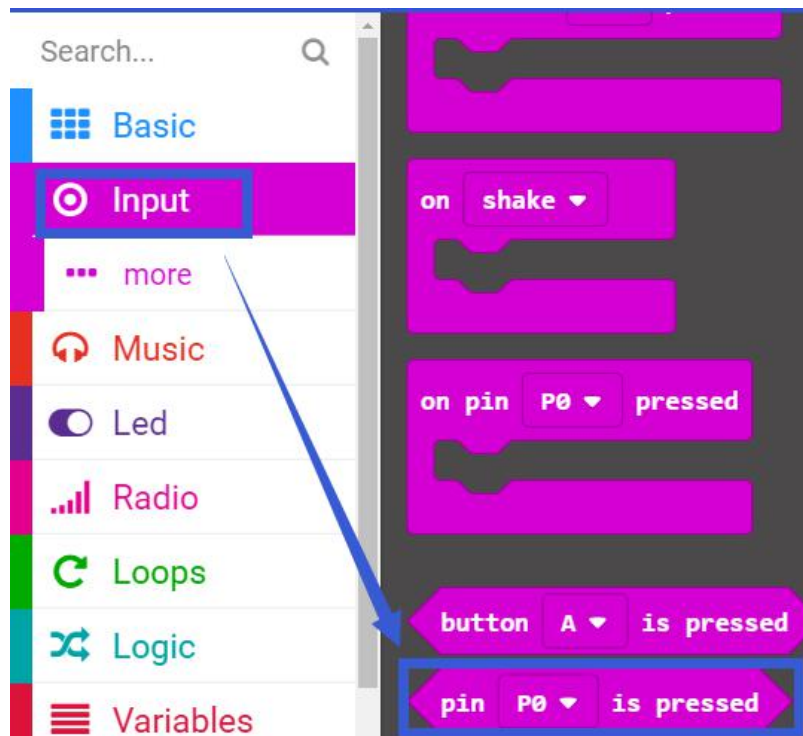 Search...
Basic
Input
more
Music
Led
Radio
Loops
Logic
Variables
on shake
on pin P0 pressed
button A is pressed
pin P0 is pressed